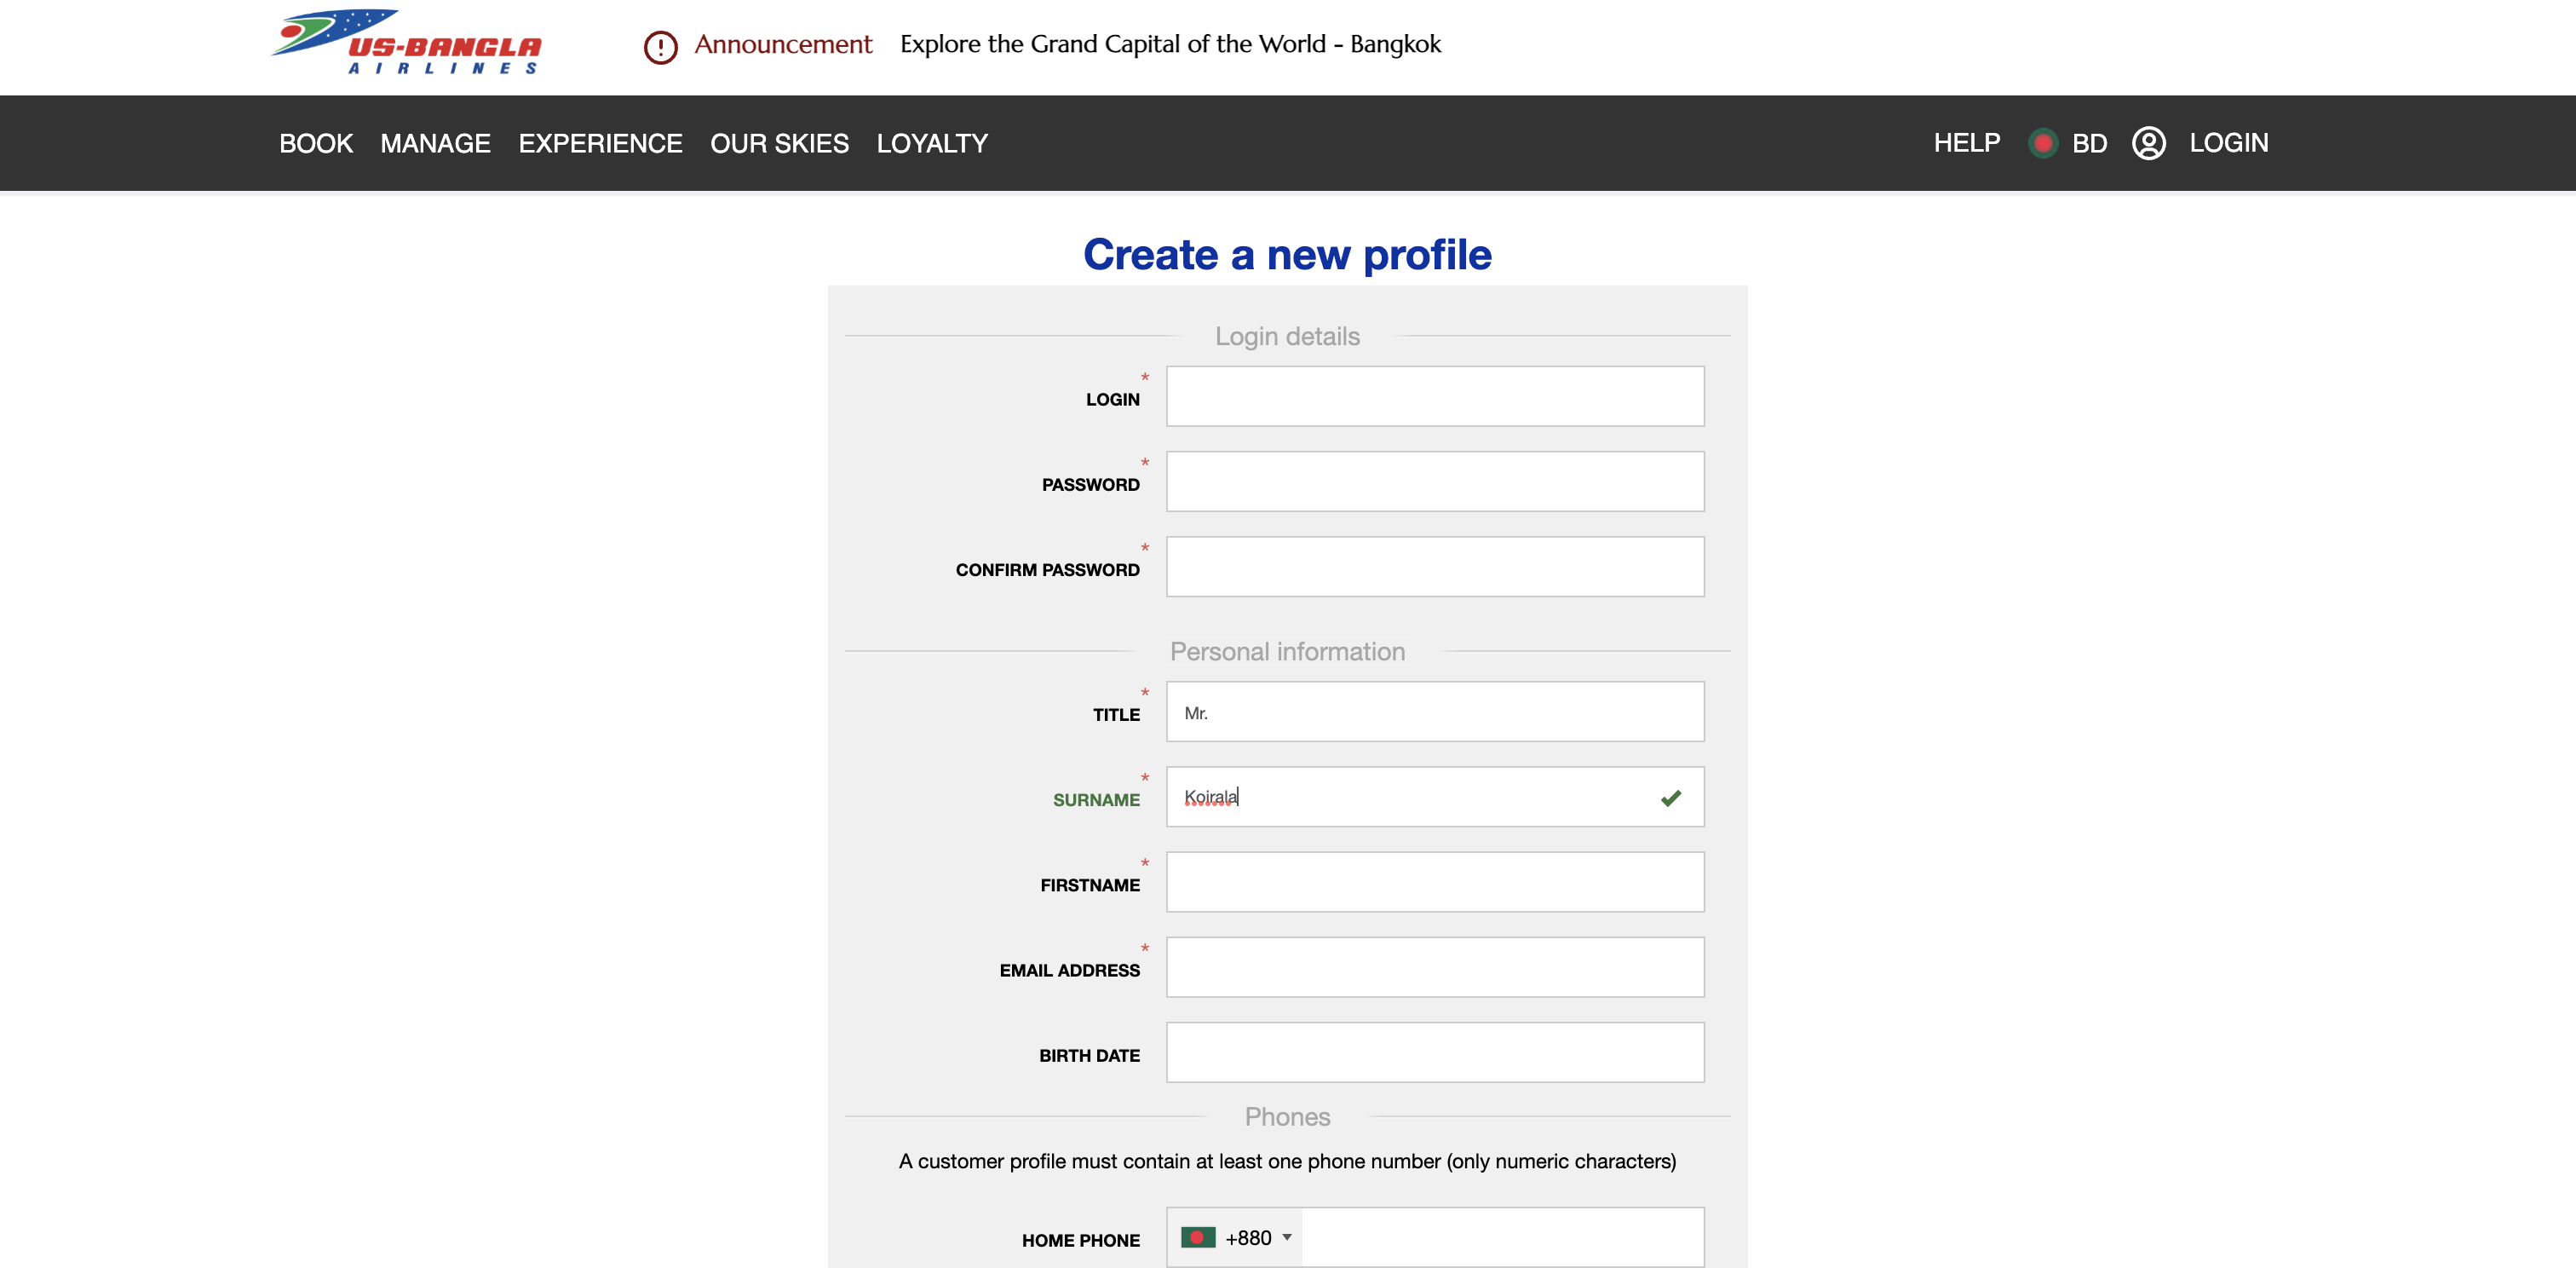 US-BANGLA
AIRLINES
Announcement Explore the Grand Capital of the World - Bangkok
BOOK MANAGE EXPERIENCE OUR SKIES LOYALTY HELP BD LOGIN
Create a new profile
Login details
* LOGIN
* PASSWORD
* CONFIRM PASSWORD
Personal information
* TITLE Mr.
* SURNAME Koirala
* FIRSTNAME
* EMAIL ADDRESS
BIRTH DATE
Phones
A customer profile must contain at least one phone number (only numeric characters)
HOME PHONE +880